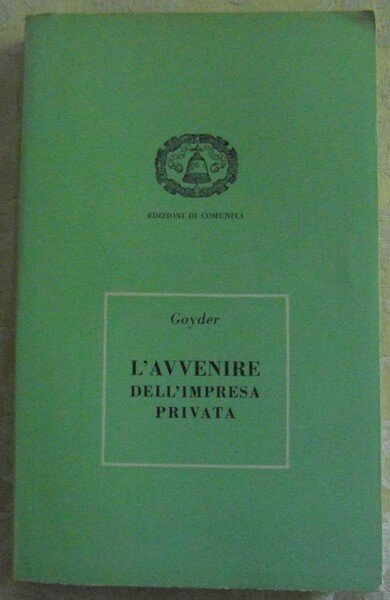 EDIZIONI DI COMUNITÀ
Goyder
L'AVVENIRE
DELL'IMPRESA
PRIVATA